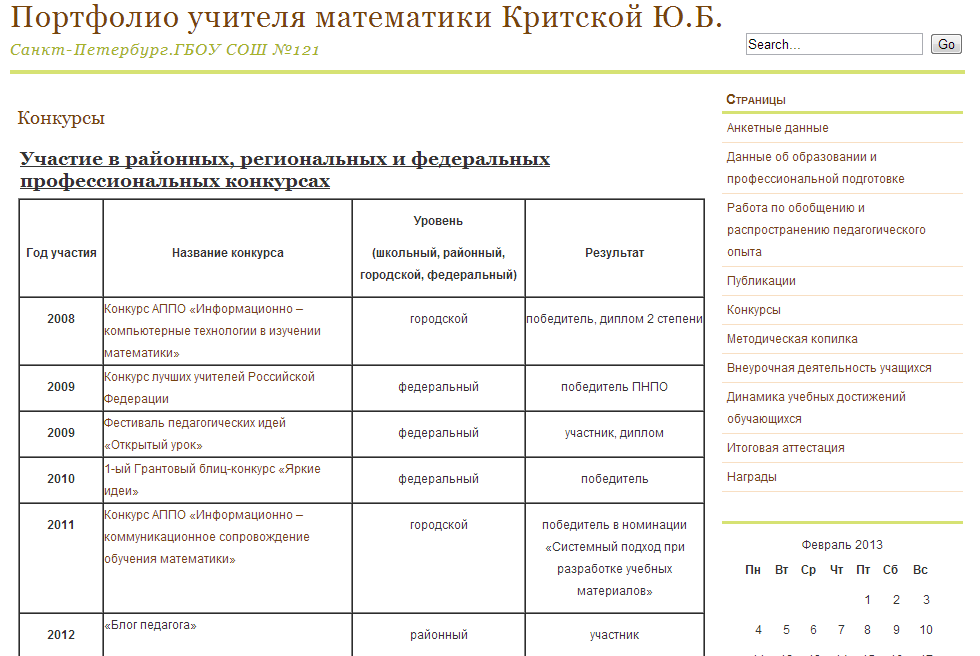 Портфолио учителя математики Критской Ю.Б.
Санкт-Петербург.ГБОУ СОШ №121
Search...
Go
Конкурсы
Участие в районных, региональных и федеральных
профессиональных конкурсах
Год участия
Название конкурса
Уровень
(школьный, районный,
городской, федеральный)
Результат
2008
Конкурс АППО «Информационно –
компьютерные технологии в изучении
математики»
городской
победитель, диплом 2 степени
2009
Конкурс лучших учителей Российской
Федерации
федеральный
победитель ПНПО
2009
Фестиваль педагогических идей
«Открытый урок»
федеральный
участник, диплом
2010
1-ый Грантовый блиц-конкурс «Яркие
идеи»
федеральный
победитель
2011
Конкурс АППО «Информационно –
коммуникационное сопровождение
обучения математики»
городской
победитель в номинации
«Системный подход при
разработке учебных
материалов»
2012
«Блог педагога»
районный
участник
Страницы
Анкетные данные
Данные об образовании и
профессиональной подготовке
Работа по обобщению и
распространению педагогического
опыта
Публикации
Конкурсы
Методическая копилка
Внеурочная деятельность учащихся
Динамика учебных достижений
обучающихся
Итоговая аттестация
Награды
Февраль 2013
Пн Вт Ср Чт Пт Сб Вс
1 2 3
4 5 6 7 8 9 10